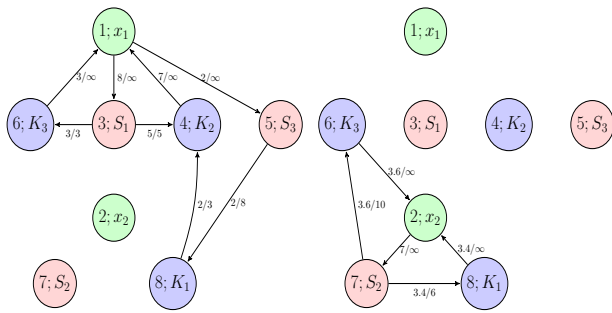 1; x₁ 1; x₁
3/∞ 8/∞ 7/∞ 2/∞
6; K₃ 3; S₁ 4; K₂ 5; S₃ 6; K₃ 3; S₁ 4; K₂ 5; S₃
3/3 5/5
3.6/∞
2/3 2/8 3.6/10
2; x₂ 2; x₂
7/∞ 3.4/∞
7; S₂ 8; K₁ 7; S₂ 8; K₁
3.4/6